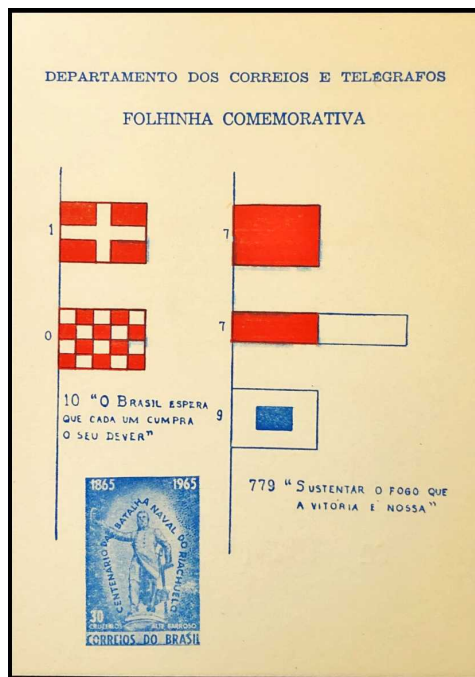 DEPARTAMENTO DOS CORREIOS E TELÉGRAFOS
FOLHINHA COMEMORATIVA
1
0
10 "O BRASIL ESPERA
QUE CADA UM CUMPRA
O SEU DEVER"
7
7
9
779 "SUSTENTAR O FOGO QUE
A VITÓRIA É NOSSA"
1865 1965
CENTENÁRIO DA BATALHA NAVAL DO RIACHUELO
30
CRUZEIROS ALTE BARROSO
CORREIOS DO BRASIL